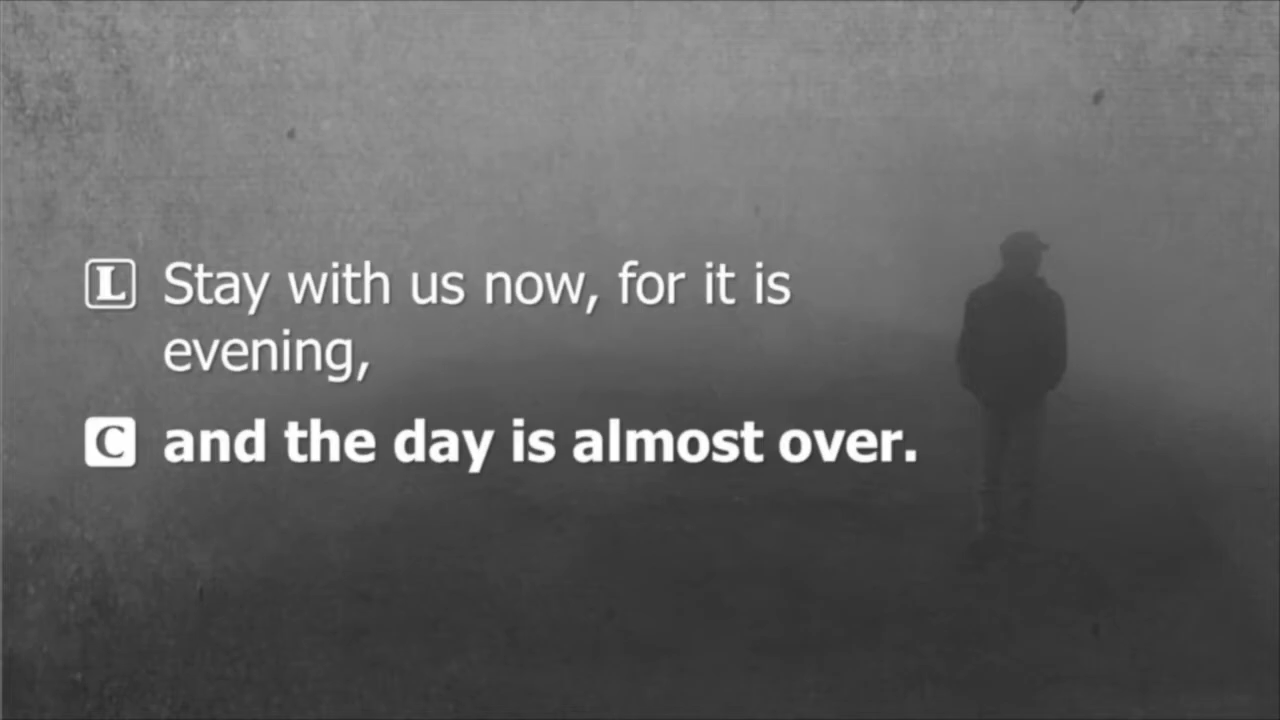 L Stay with us now, for it is
evening,
C and the day is almost over.